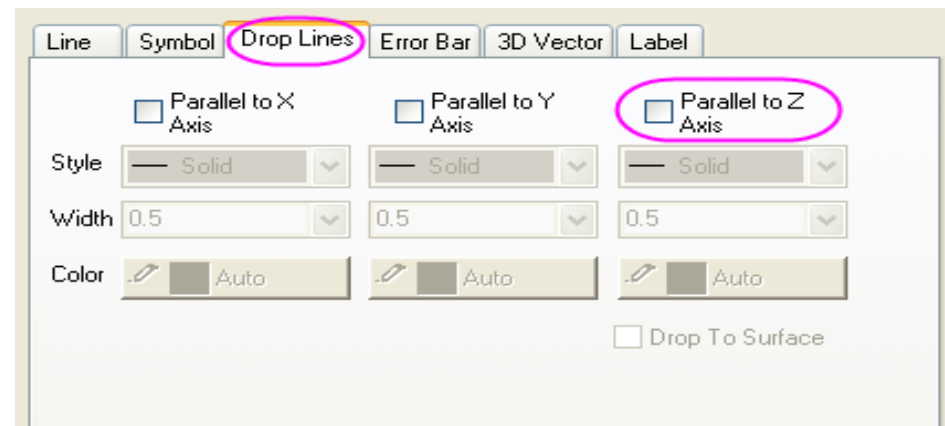 Line Symbol Drop Lines Error Bar 3D Vector Label
Parallel to X Parallel to Y Parallel to Z
Axis Axis Axis
Style Solid Solid Solid
Width 0.5 0.5 0.5
Color Auto Auto Auto
Drop To Surface